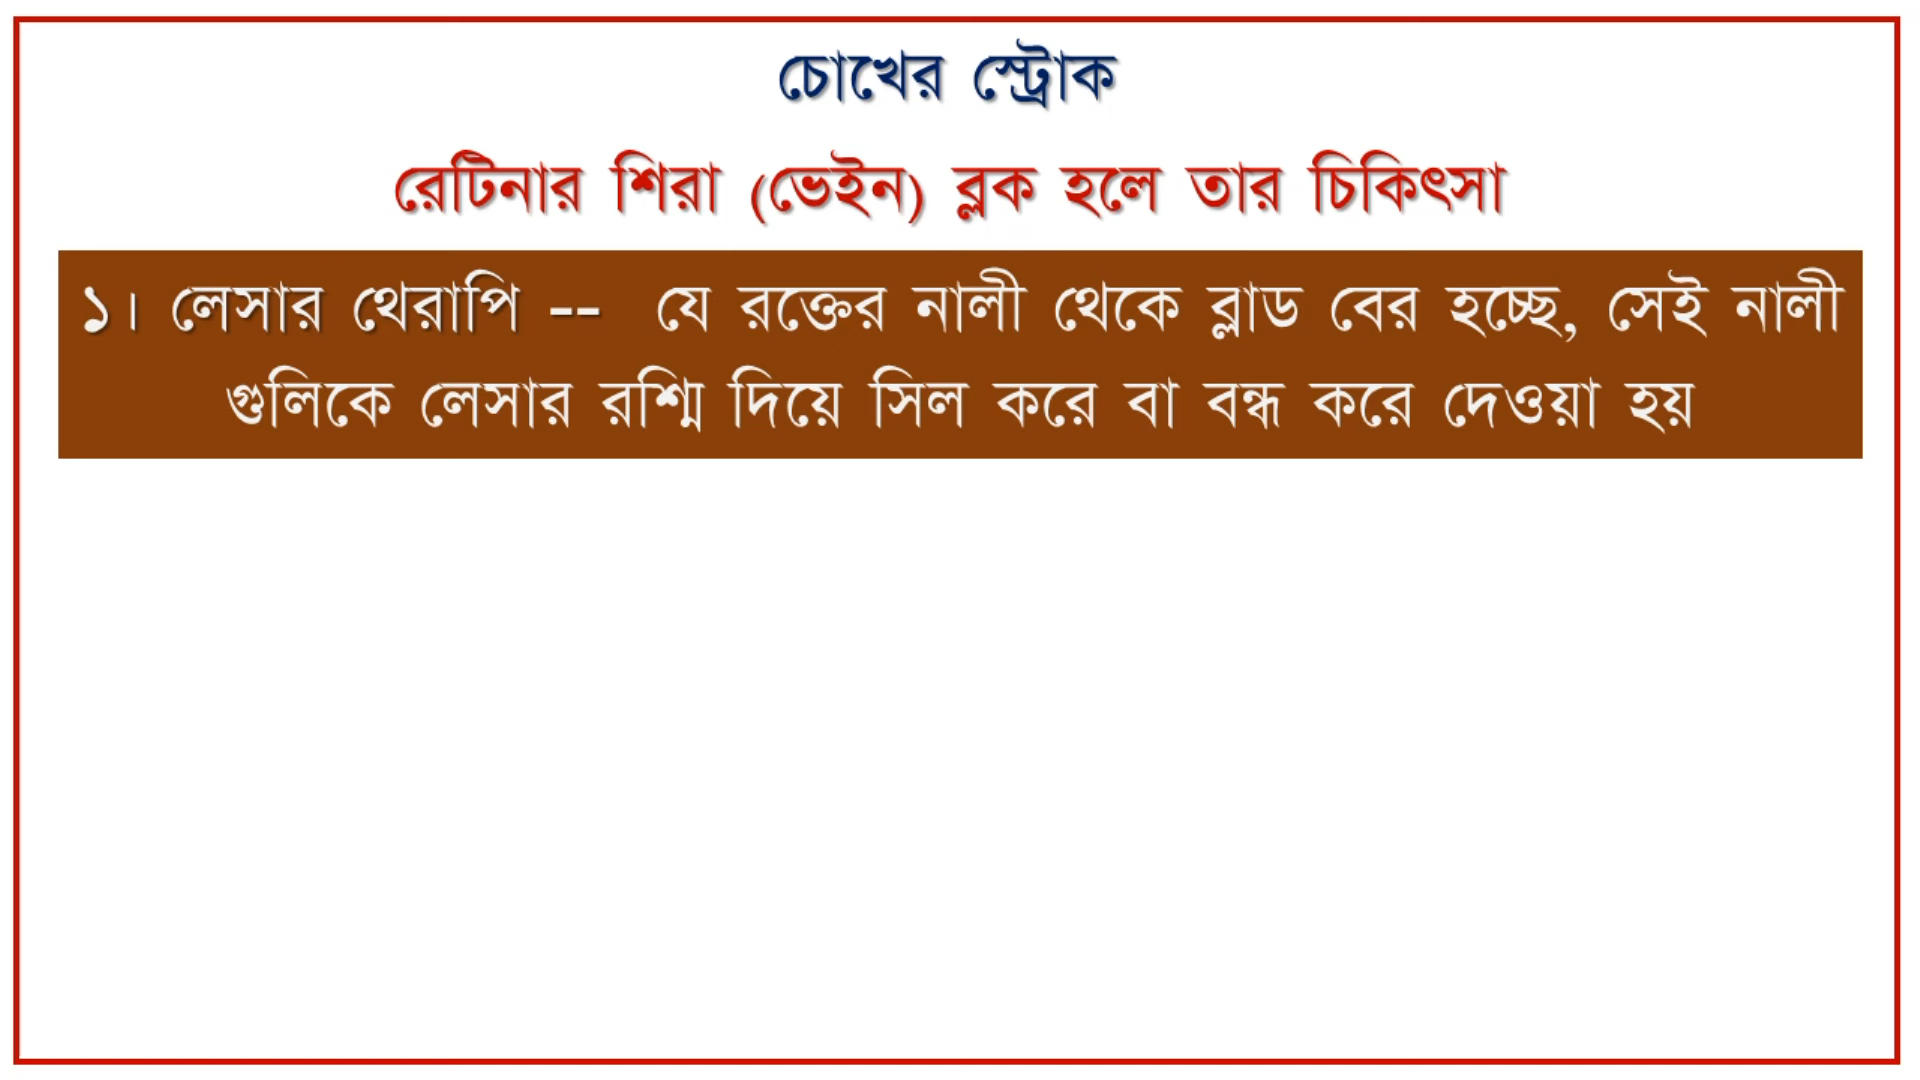 চোখের স্ট্রোক
রেটিনার শিরা (ভেইন) ব্লক হলে তার চিকিৎসা
১। লেসার থেরাপি -- যে রক্তের নালী থেকে ব্লাড বের হচ্ছে, সেই নালী
গুলিকে লেসার রশ্মি দিয়ে সিল করে বা বন্ধ করে দেওয়া হয়